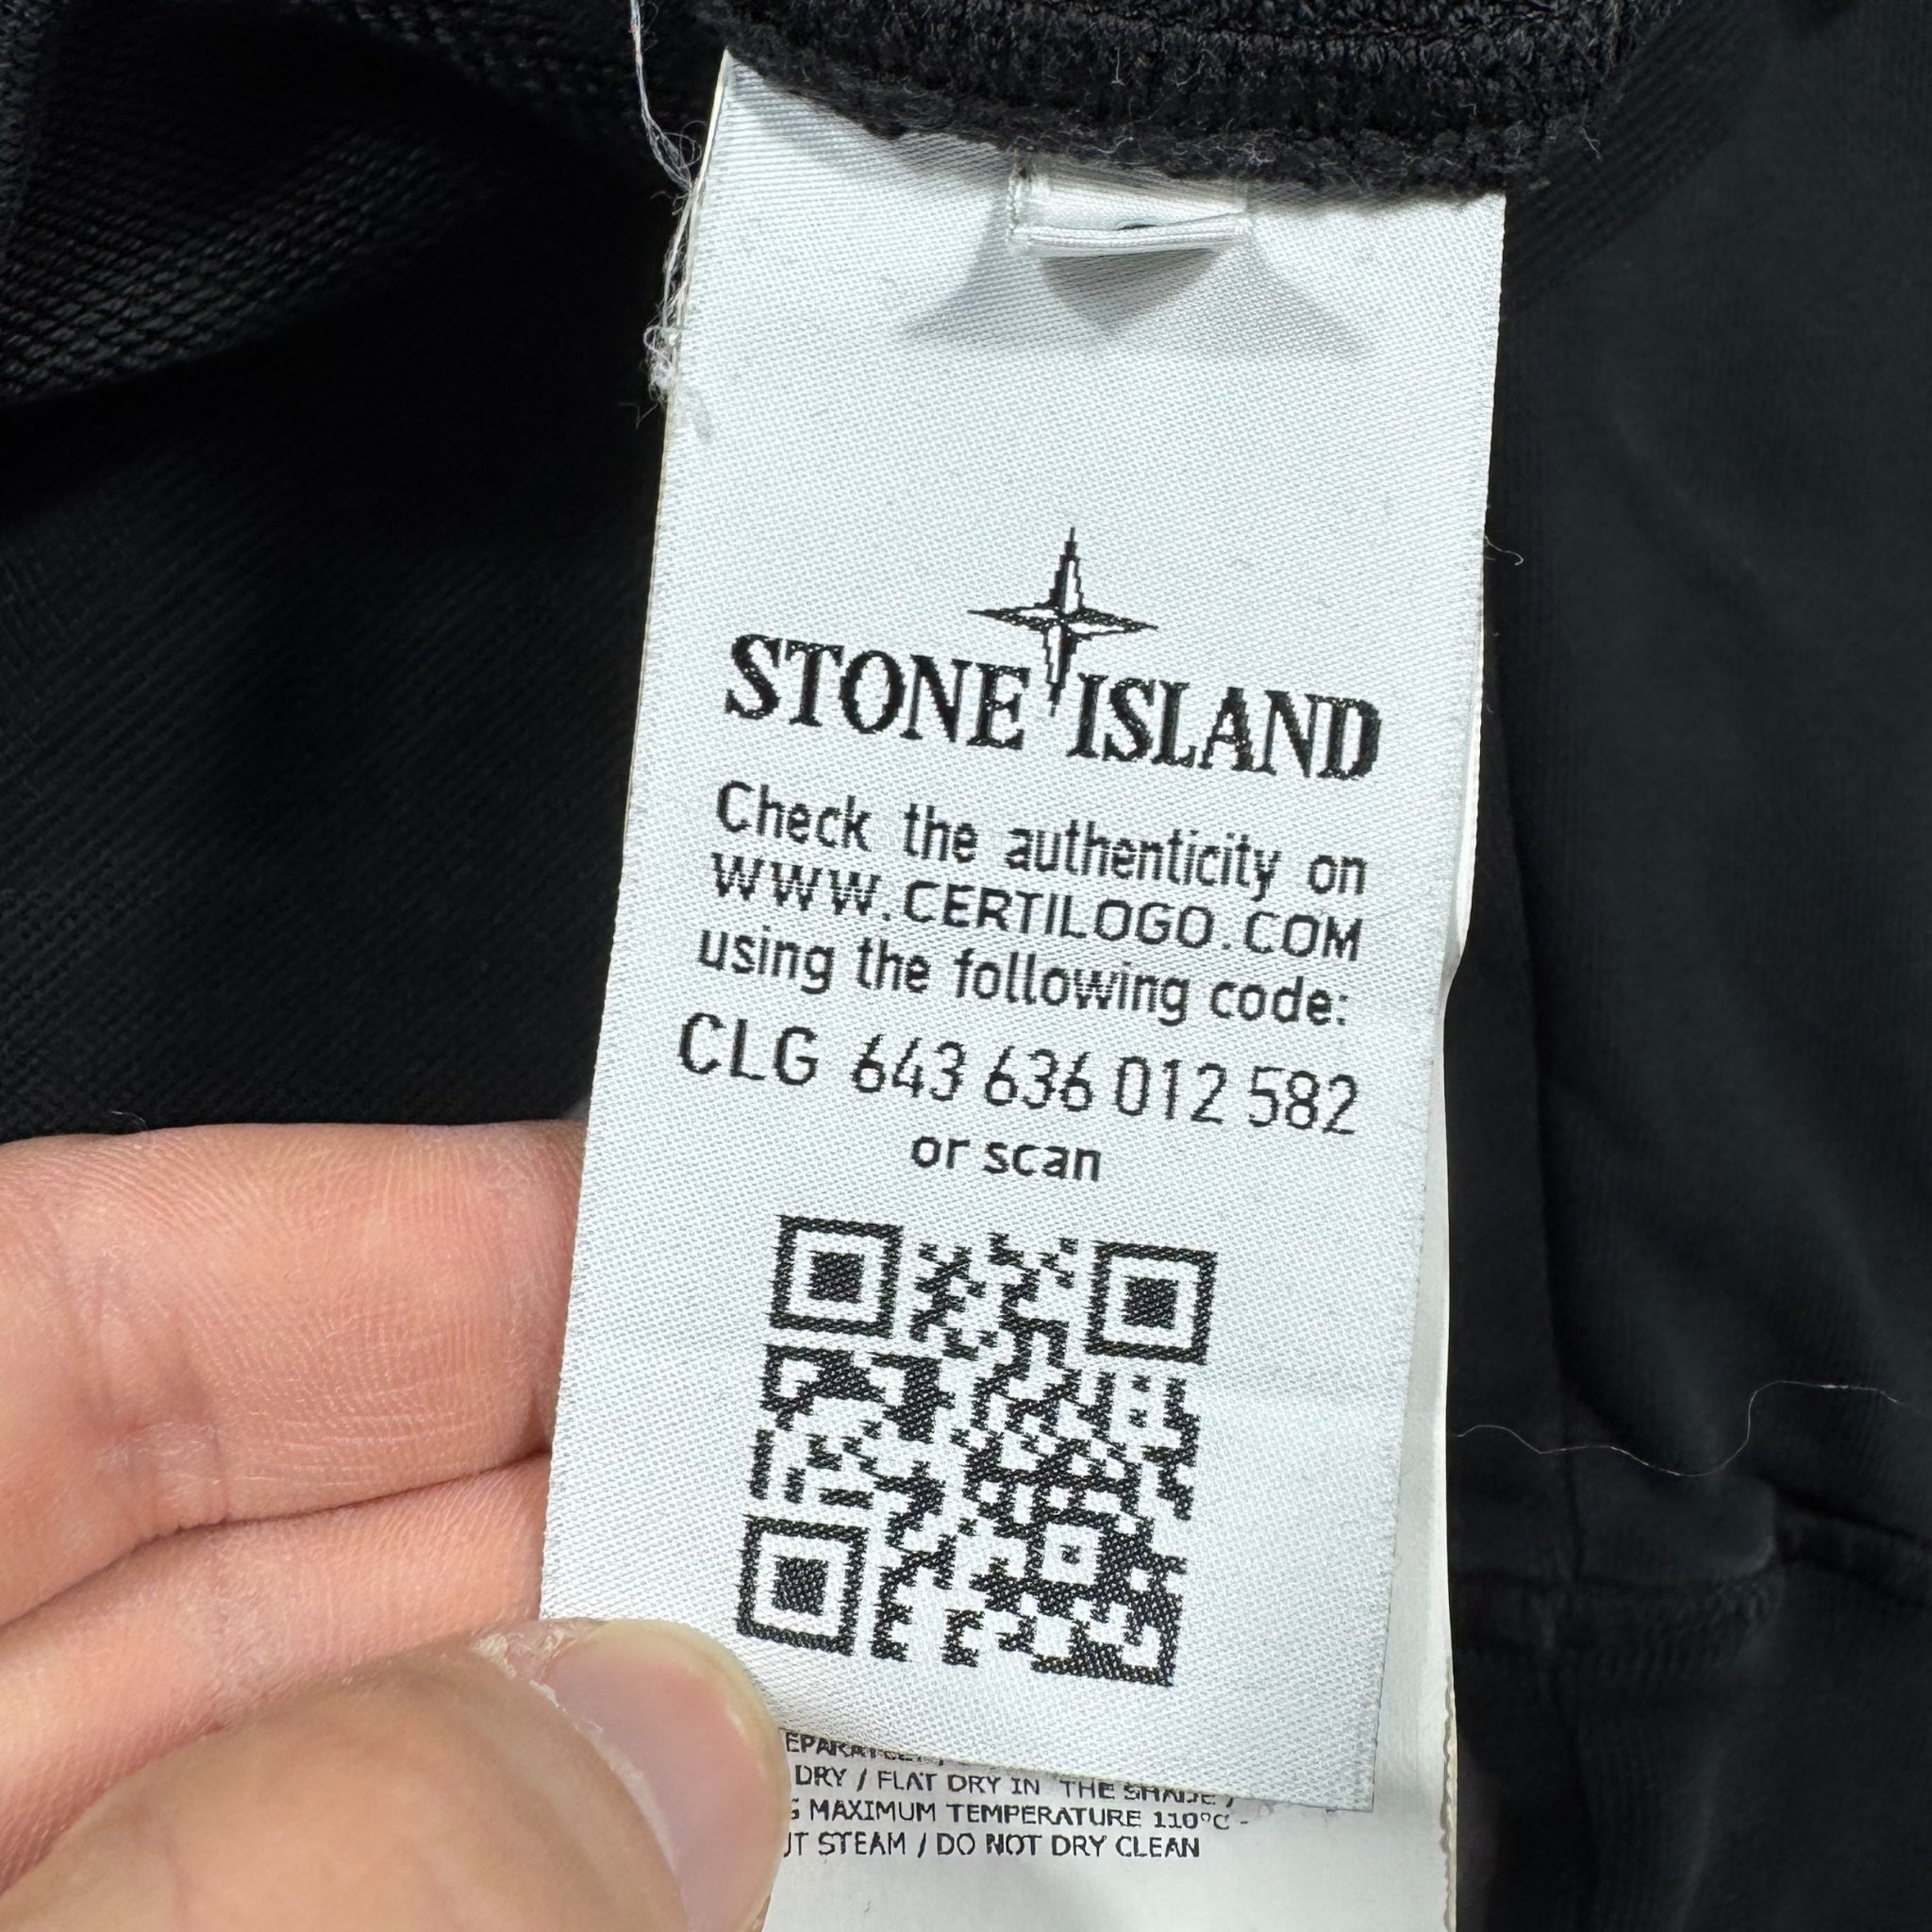 STONE ISLAND
Check the authenticity on
WWW.CERTILOGO.COM
using the following code:
CLG 643 636 012 582
or scan
DRY / FLAT DRY IN THE SHADE /
MAXIMUM TEMPERATURE 110°C -
STEAM / DO NOT DRY CLEAN